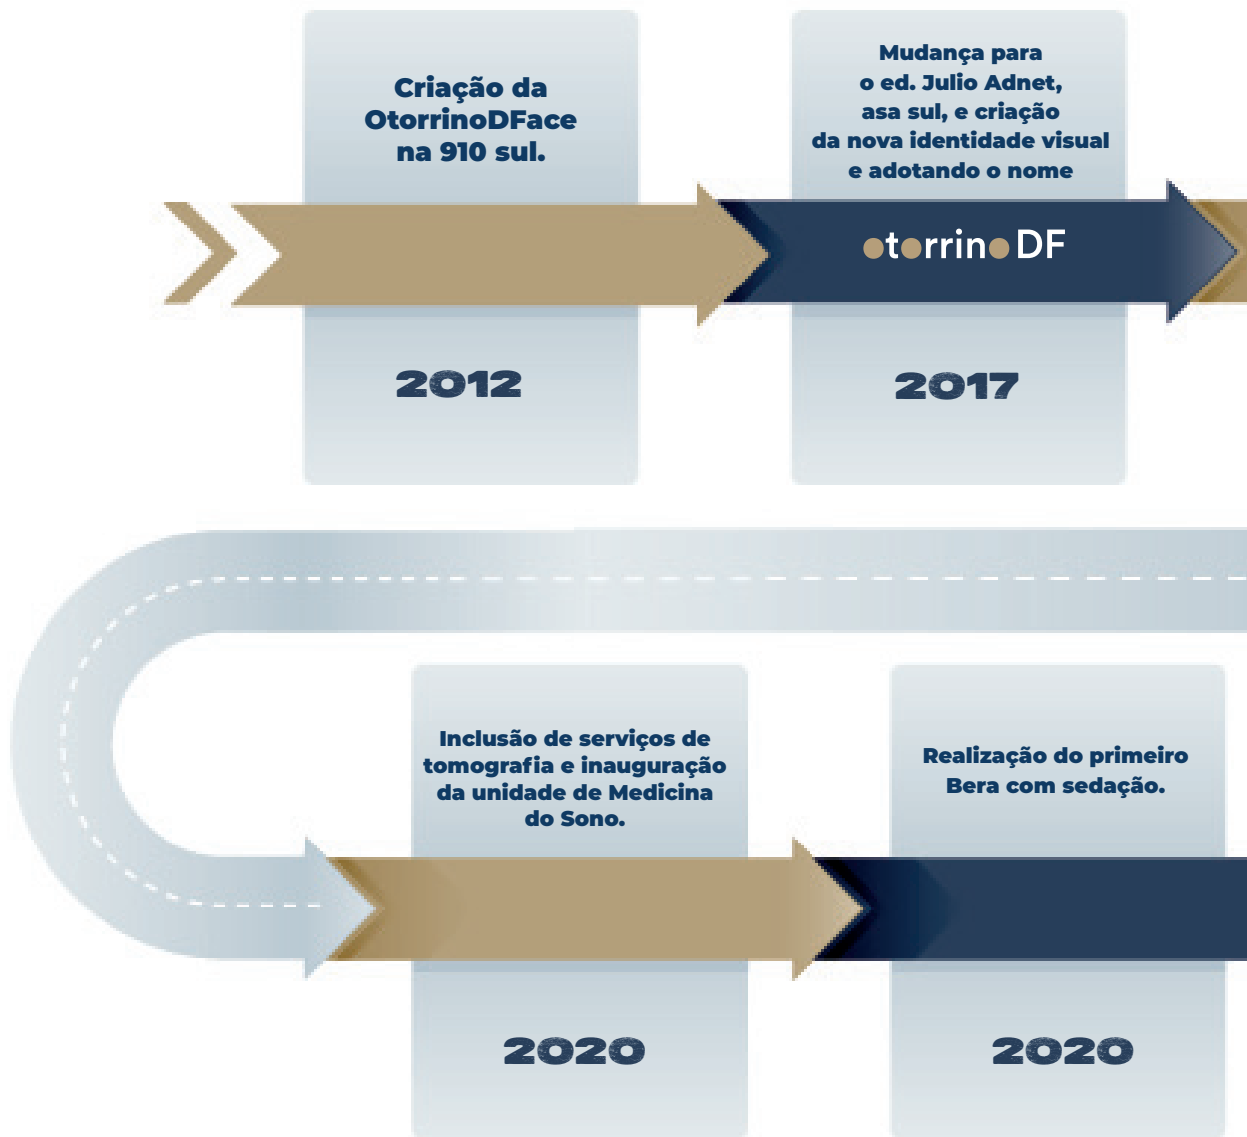 Criação da
OtorrinoDFace
na 910 sul.
2012
Mudança para
o ed. Julio Adnet,
asa sul, e criação
da nova identidade visual
e adotando o nome
otorrino DF
2017
Inclusão de serviços de
tomografia e inauguração
da unidade de Medicina
do Sono.
2020
Realização do primeiro
Bera com sedação.
2020